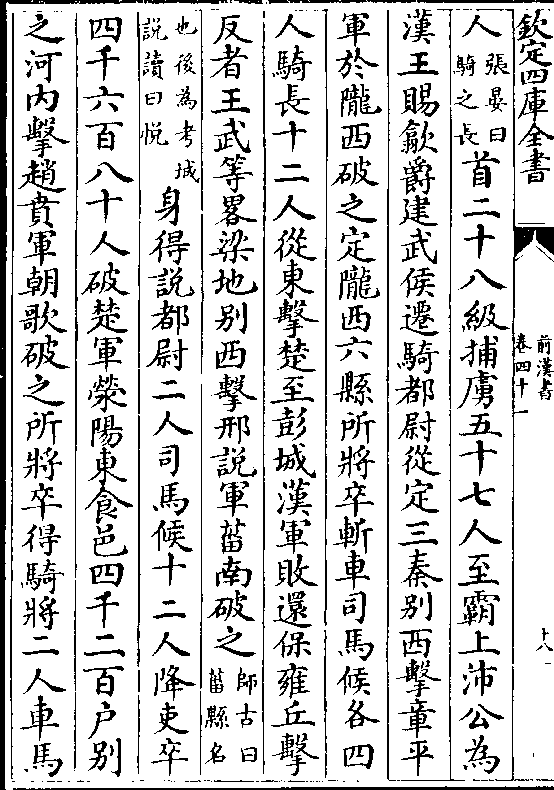 欽定四庫全書
前漢書
卷四十一
十八
人張晏曰騎之長首二十八級捕虜五十七人至霸上沛公為
漢王賜歙爵建武侯遷騎都尉從定三秦別西擊章平
軍於隴西破之定隴西六縣所將卒斬車司馬候各四
人騎長十二人從東擊楚至彭城漢軍敗還保雍丘擊
反者王武等畧梁地別西擊邢說軍菑南破之師古曰菑縣名
也後為考城說讀曰悅身得說都尉二人司馬候十二人降吏卒
四千六百八十人破楚軍滎陽東食邑四千二百户別
之河内擊趙賁軍朝歌破之所將卒得騎將二人車馬